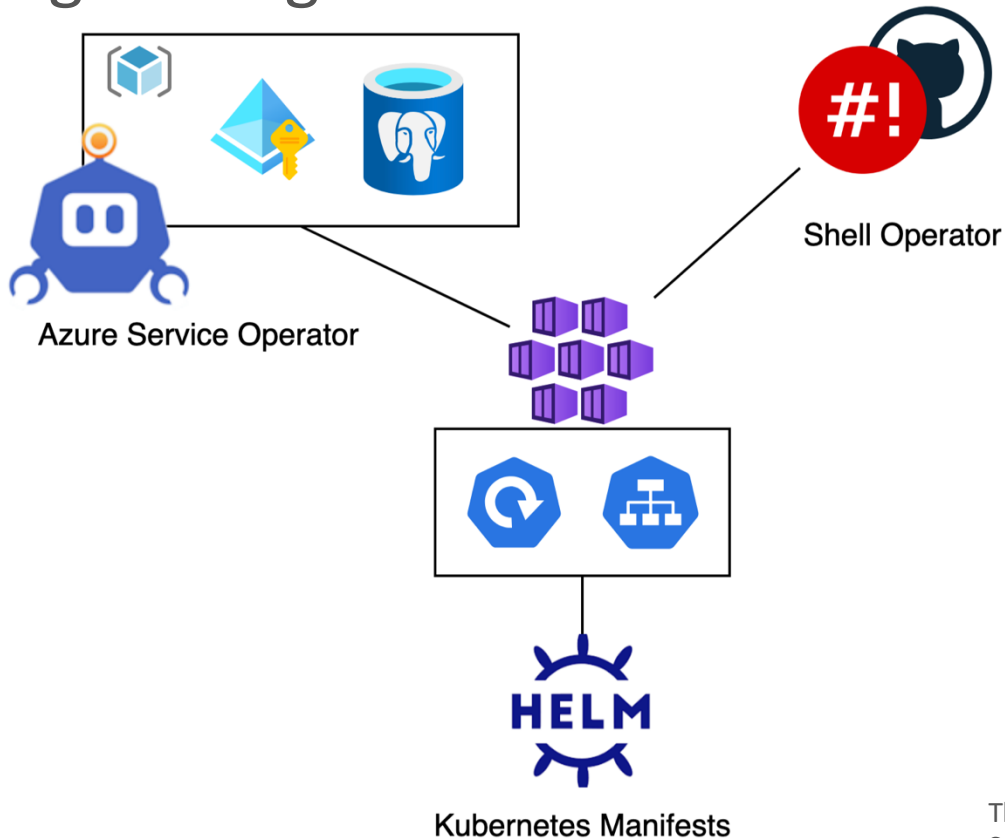 #!
Shell Operator
Azure Service Operator
HELM
Kubernetes Manifests